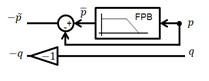 −p̃ + p̅ FPB p
- −q −1 q